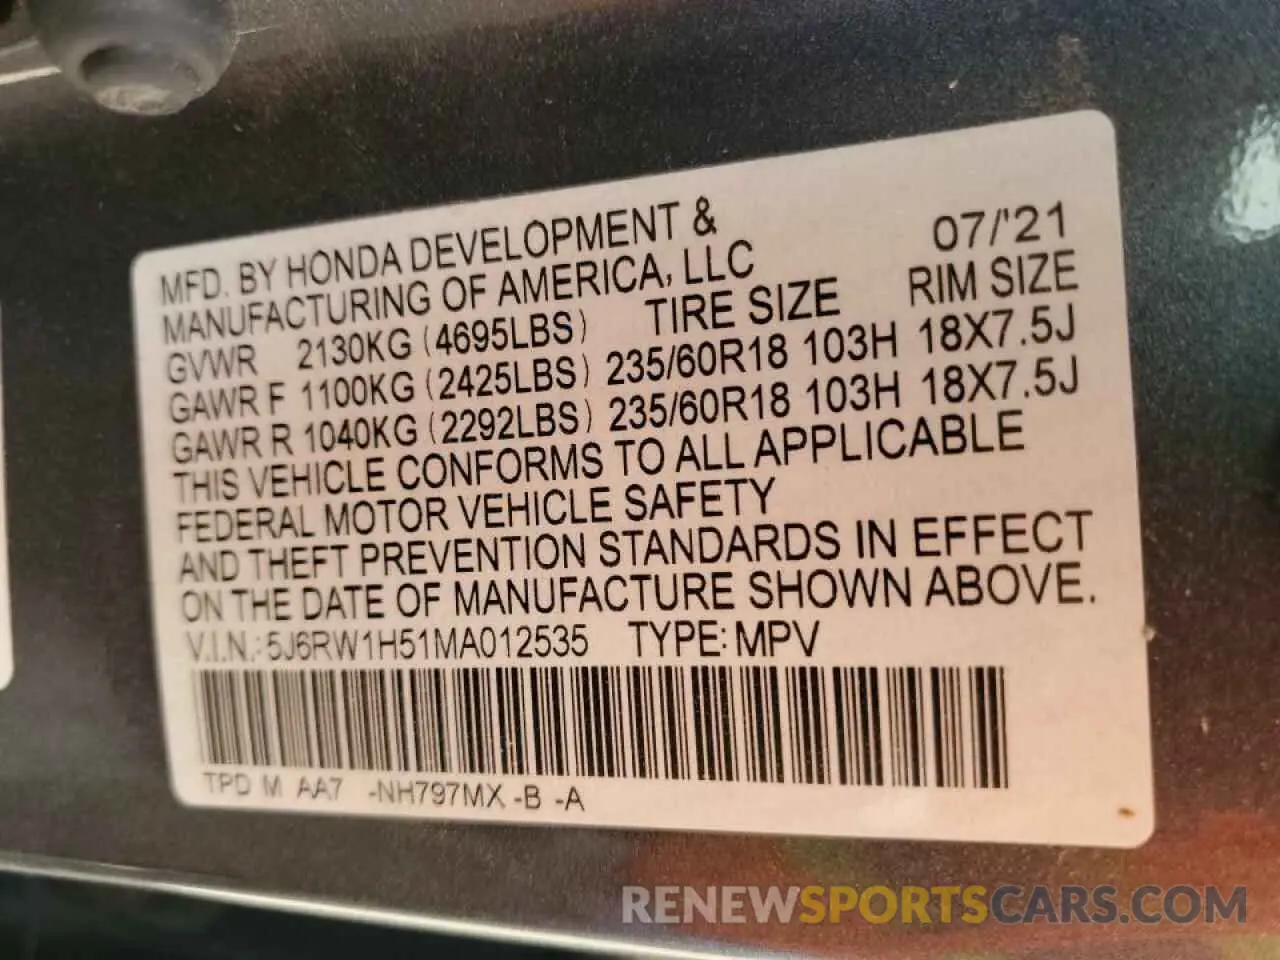 MFD. BY HONDA DEVELOPMENT &
MANUFACTURING OF AMERICA, LLC 07/'21
GVWR 2130KG (4695LBS) TIRE SIZE RIM SIZE
GAWR F 1100KG (2425LBS) 235/60R18 103H 18X7.5J
GAWR R 1040KG (2292LBS) 235/60R18 103H 18X7.5J
THIS VEHICLE CONFORMS TO ALL APPLICABLE
FEDERAL MOTOR VEHICLE SAFETY
AND THEFT PREVENTION STANDARDS IN EFFECT
ON THE DATE OF MANUFACTURE SHOWN ABOVE.
V.I.N.: 5J6RW1H51MA012535 TYPE: MPV
TPD M AA7 -NH797MX -B -A
RENEWSPORTSCARS.COM